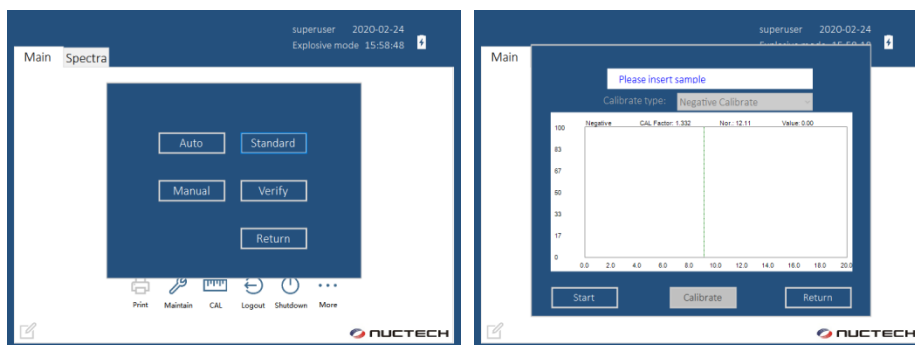 superuser 2020-02-24
Explosive mode 15:58:48
Main Spectra
Auto Standard
Manual Verify
Return
Print Maintain CAL Logout Shutdown More
NUCTECH
superuser 2020-02-24
Main
Please insert sample
Calibrate type: Negative Calibrate
Negative CAL Factor: 1.332 Nor.: 12.11 Value: 0.00
100
83
67
50
33
17
0
0.0 2.0 4.0 6.0 8.0 10.0 12.0 14.0 16.0 18.0 20.0
Start Calibrate Return
NUCTECH